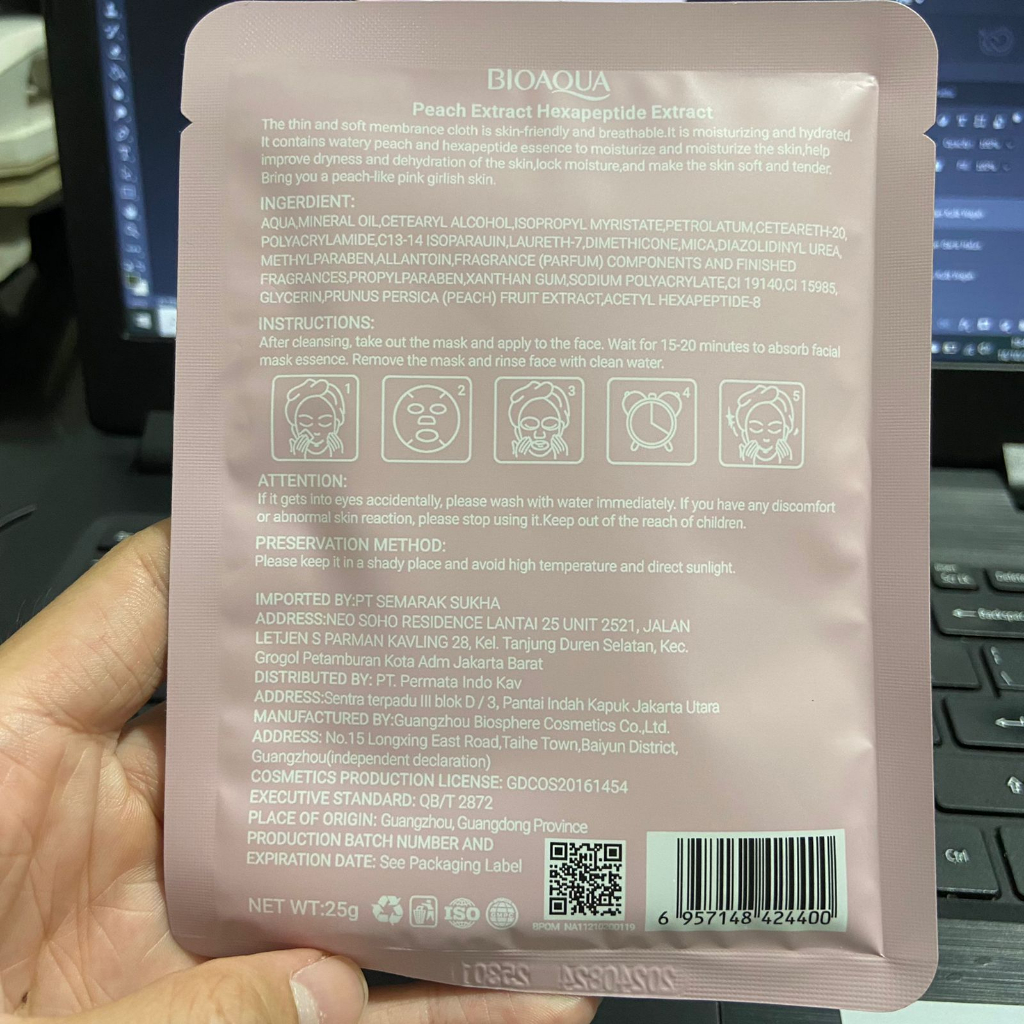 BIOAQUA
Peach Extract Hexapeptide Extract
The thin and soft membrance cloth is skin-friendly and breathable.It is moisturizing and hydrated.
It contains watery peach and hexapeptide essence to moisturize and moisturize the skin,help
improve dryness and dehydration of the skin,lock moisture,and make the skin soft and tender.
Bring you a peach-like pink girlish skin.
INGERDIENT:
AQUA,MINERAL OIL,CETEARYL ALCOHOL,ISOPROPYL MYRISTATE,PETROLATUM,CETEARETH-20,
POLYACRYLAMIDE,C13-14 ISOPARAUIN,LAURETH-7,DIMETHICONE,MICA,DIAZOLIDINYL UREA,
METHYLPARABEN,ALLANTOIN,FRAGRANCE (PARFUM) COMPONENTS AND FINISHED
FRAGRANCES,PROPYLPARABEN,XANTHAN GUM,SODIUM POLYACRYLATE,CI 19140,CI 15985,
GLYCERIN,PRUNUS PERSICA (PEACH) FRUIT EXTRACT,ACETYL HEXAPEPTIDE-8
INSTRUCTIONS:
After cleansing, take out the mask and apply to the face. Wait for 15-20 minutes to absorb facial
mask essence. Remove the mask and rinse face with clean water.
1 2 3 4 5
ATTENTION:
If it gets into eyes accidentally, please wash with water immediately. If you have any discomfort
or abnormal skin reaction, please stop using it.Keep out of the reach of children.
PRESERVATION METHOD:
Please keep it in a shady place and avoid high temperature and direct sunlight.
IMPORTED BY:PT SEMARAK SUKHA
ADDRESS:NEO SOHO RESIDENCE LANTAI 25 UNIT 2521, JALAN
LETJEN S PARMAN KAVLING 28, Kel. Tanjung Duren Selatan, Kec.
Grogol Petamburan Kota Adm Jakarta Barat
DISTRIBUTED BY: PT. Permata Indo Kav
ADDRESS:Sentra terpadu III blok D / 3, Pantai Indah Kapuk Jakarta Utara
MANUFACTURED BY:Guangzhou Biosphere Cosmetics Co.,Ltd.
ADDRESS: No.15 Longxing East Road,Taihe Town,Baiyun District,
Guangzhou(independent declaration)
COSMETICS PRODUCTION LICENSE: GDCOS20161454
EXECUTIVE STANDARD: QB/T 2872
PLACE OF ORIGIN: Guangzhou, Guangdong Province
PRODUCTION BATCH NUMBER AND
EXPIRATION DATE: See Packaging Label
NET WT:25g
ISO
BPOM NA11210200119
6 957148 424400
20240824
Delete
Backspace
Ctrl